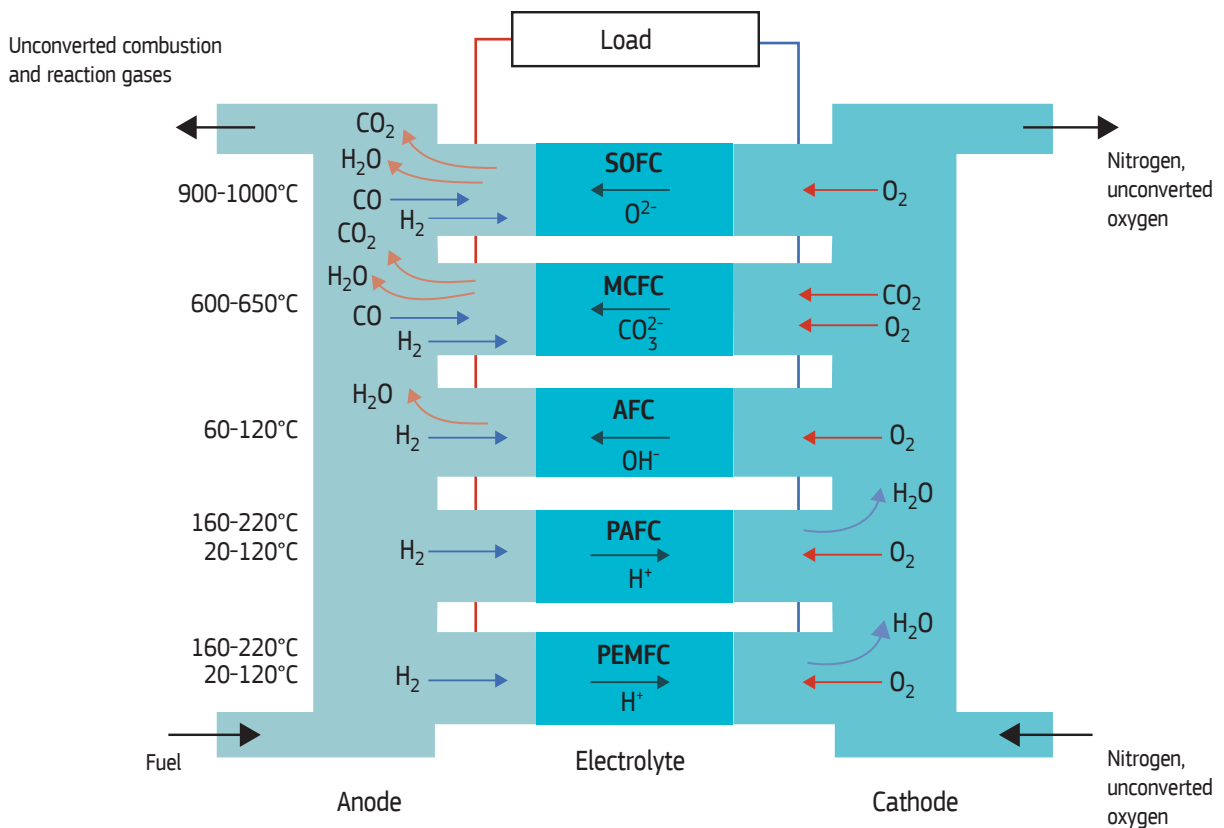 Load
Unconverted combustion
and reaction gases
Nitrogen,
unconverted
oxygen
900-1000°C
CO₂
H₂O
CO
H₂
SOFC
O²⁻
O₂
600-650°C
CO₂
H₂O
CO
H₂
MCFC
CO₃²⁻
CO₂
O₂
60-120°C
H₂O
H₂
AFC
OH⁻
O₂
160-220°C
20-120°C
H₂
PAFC
H⁺
H₂O
O₂
160-220°C
20-120°C
H₂
PEMFC
H⁺
H₂O
O₂
Fuel
Anode
Electrolyte
Cathode
Nitrogen,
unconverted
oxygen